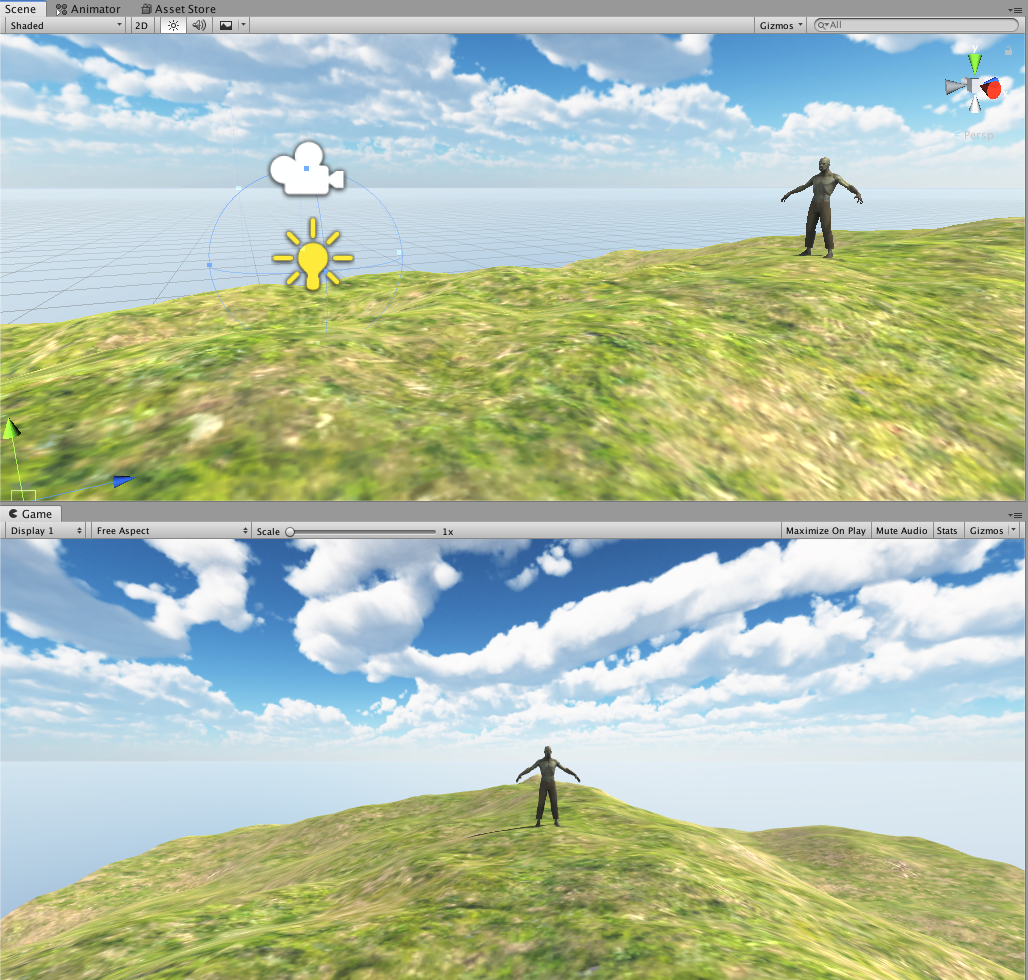 Scene Animator Asset Store
Shaded 2D Gizmos All
y
Persp
Game
Display 1 Free Aspect Scale 1x Maximize On Play Mute Audio Stats Gizmos